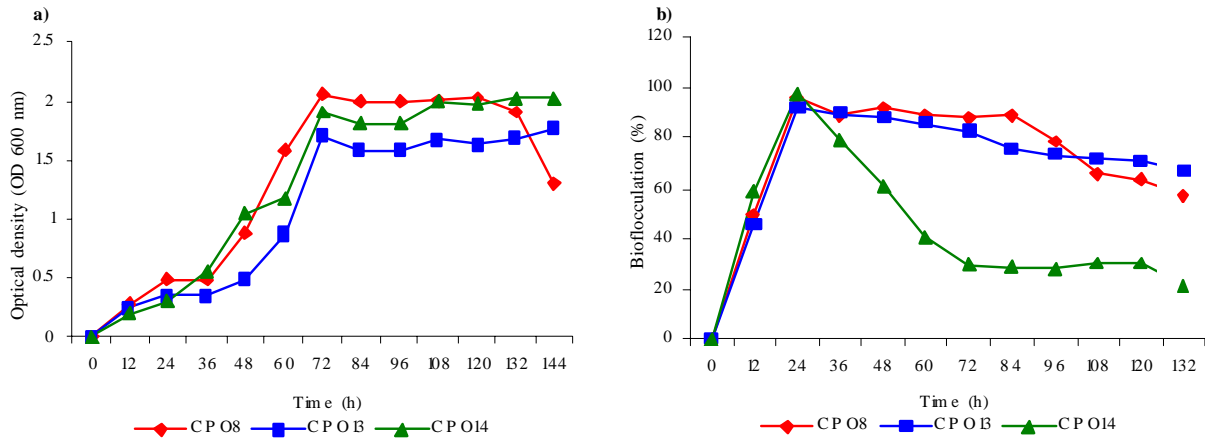 a)
2.5
2
1.5
1
0.5
0
Optical density (OD 600 nm)
0 12 24 36 48 60 72 84 96 108 120 132 144
Time (h)
CPO8 CPO13 CPO14
b)
120
100
80
60
40
20
0
Bioflocculation (%)
0 12 24 36 48 60 72 84 96 108 120 132
Time (h)
CPO8 CPO13 CPO14